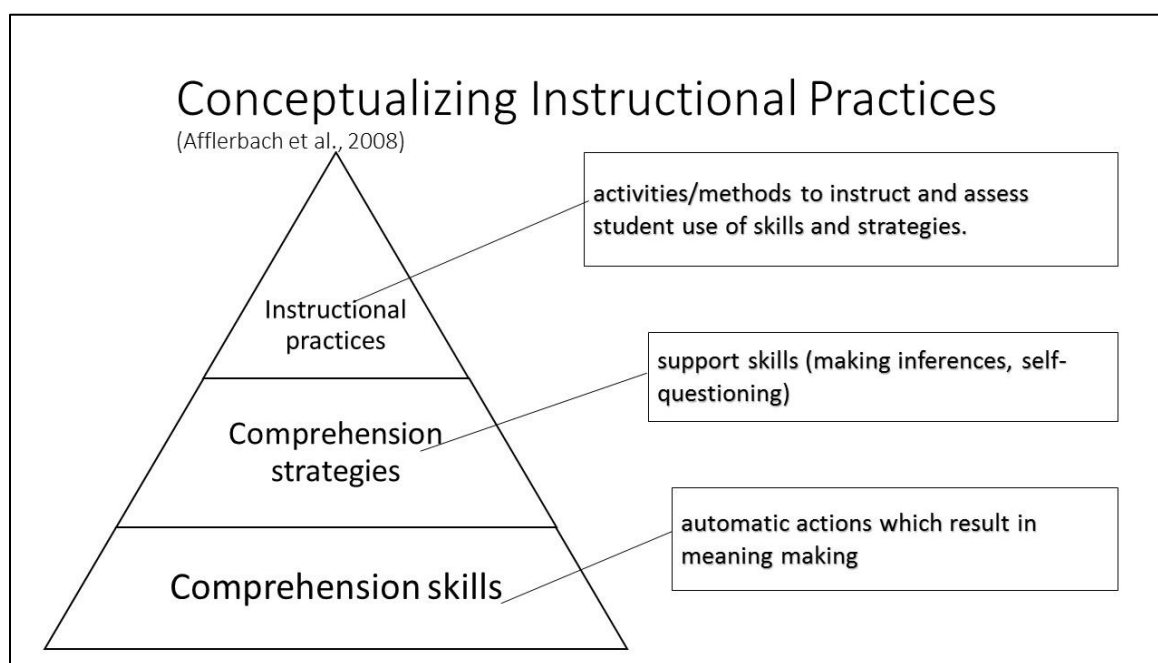 Conceptualizing Instructional Practices
(Afflerbach et al., 2008)
activities/methods to instruct and assess
student use of skills and strategies.
Instructional
practices
support skills (making inferences, self-
questioning)
Comprehension
strategies
automatic actions which result in
meaning making
Comprehension skills